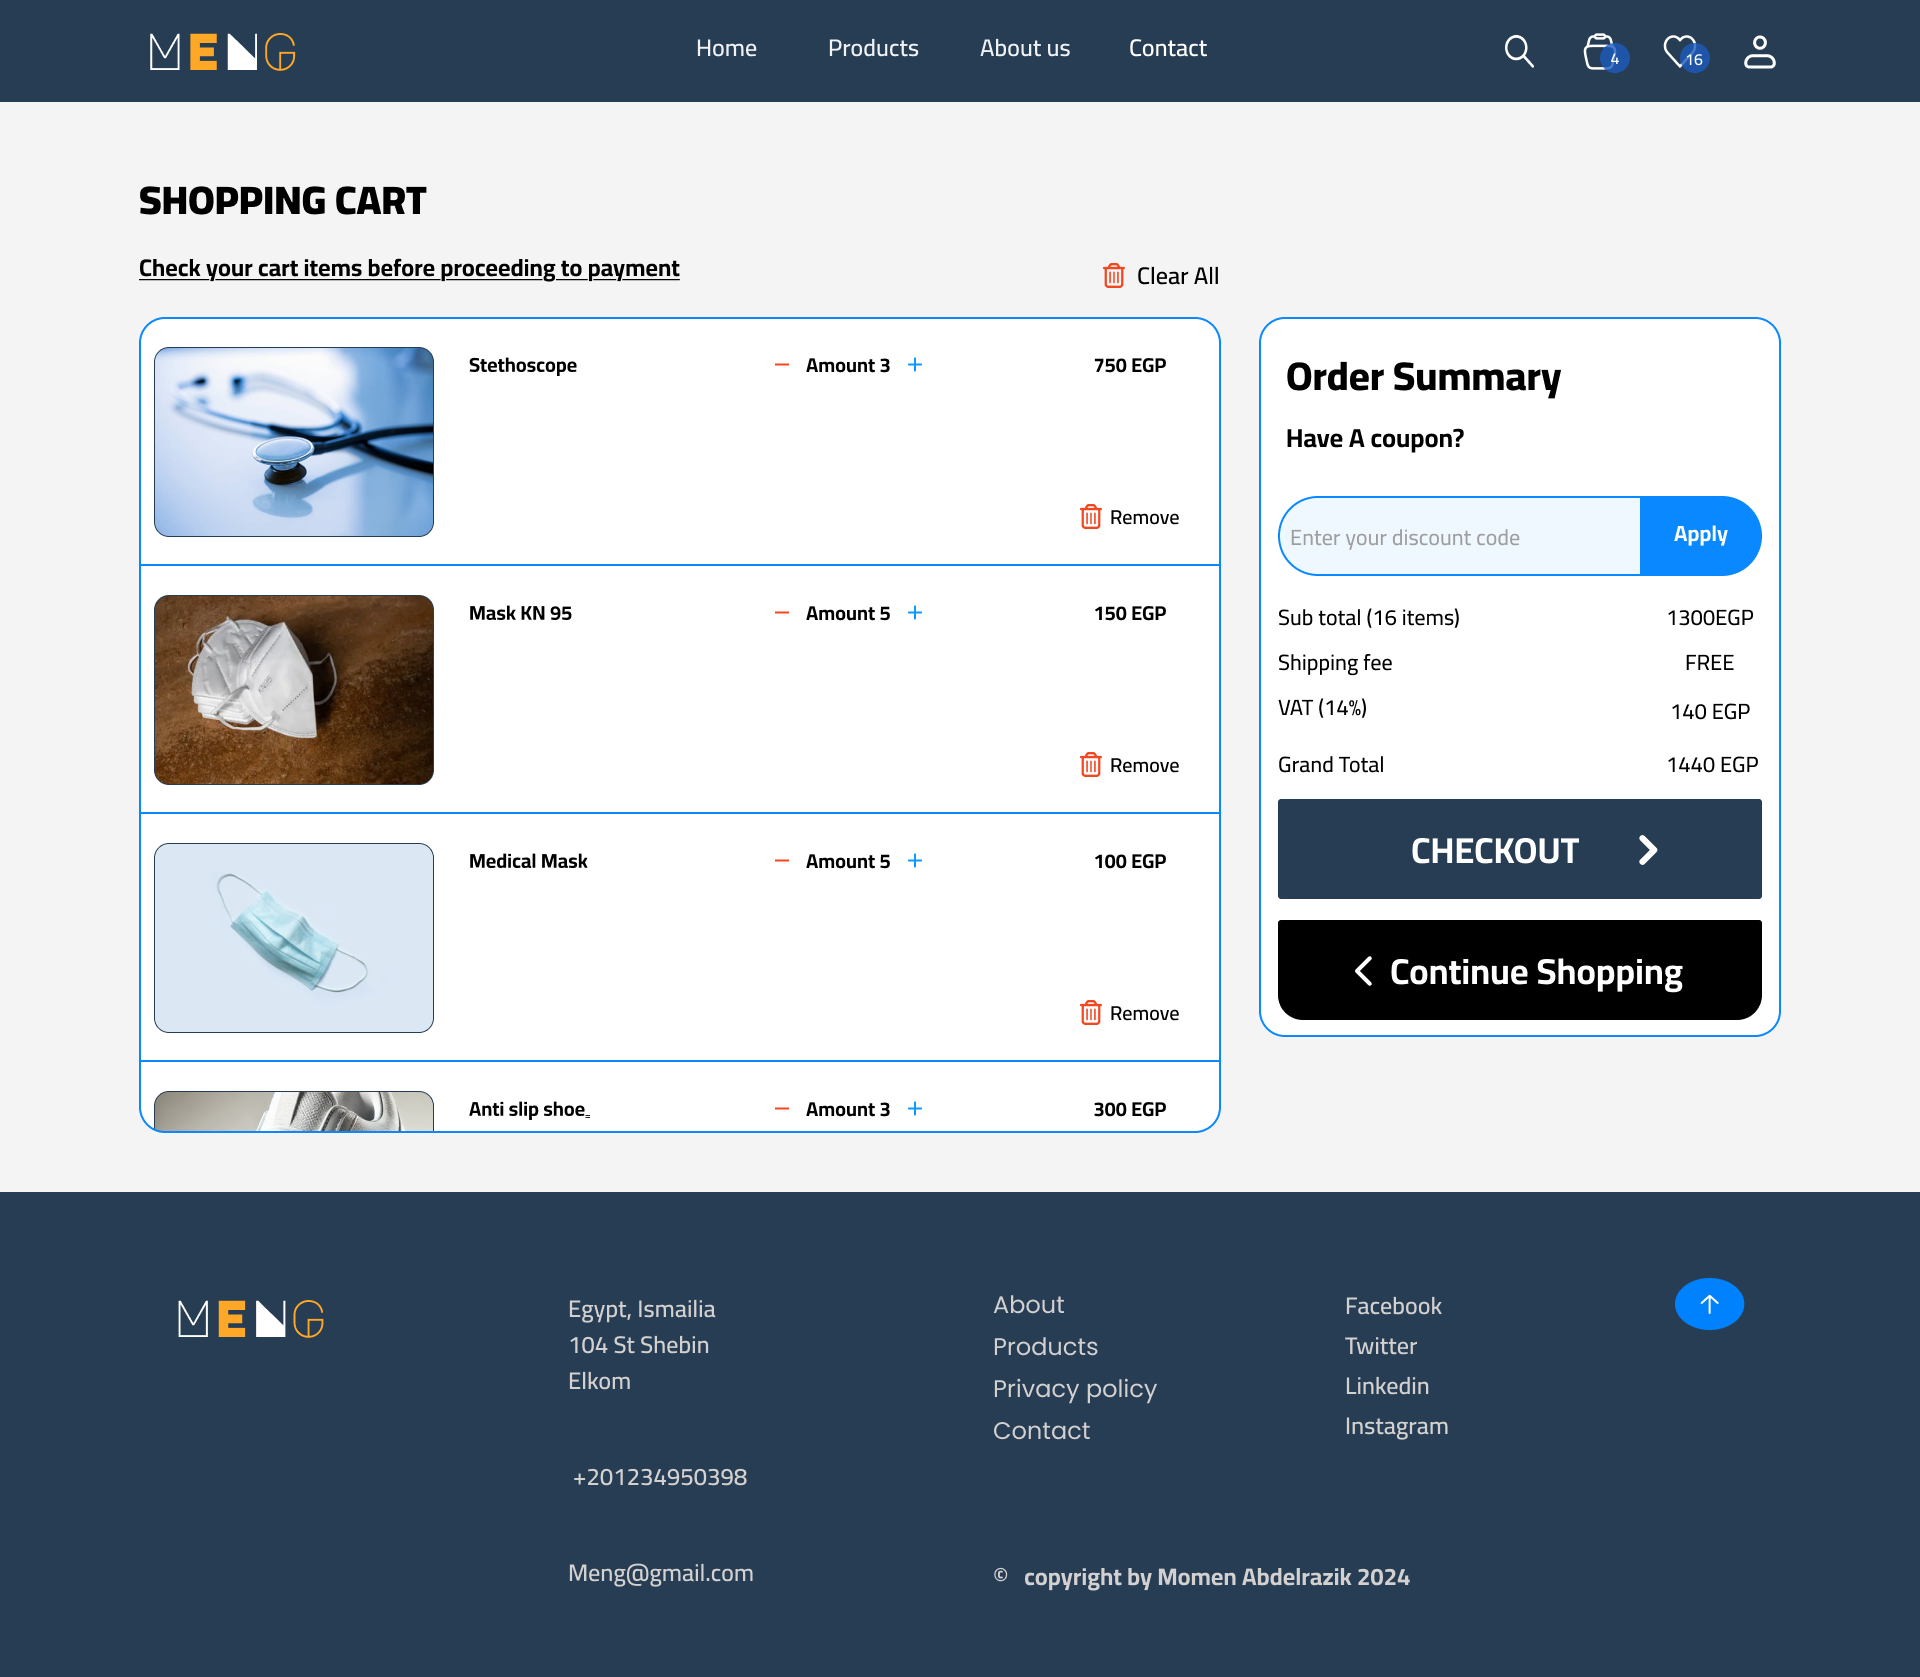 MENG
Home Products About us Contact
4
16
SHOPPING CART
Check your cart items before proceeding to payment
Clear All
Stethoscope
Amount 3
750 EGP
Remove
Mask KN 95
Amount 5
150 EGP
Remove
Medical Mask
Amount 5
100 EGP
Remove
Anti slip shoe
Amount 3
300 EGP
Order Summary
Have A coupon?
Enter your discount code
Apply
Sub total (16 items) 1300EGP
Shipping fee FREE
VAT (14%) 140 EGP
Grand Total 1440 EGP
CHECKOUT
Continue Shopping
MENG
Egypt, Ismailia
104 St Shebin
Elkom
+201234950398
Meng@gmail.com
About
Products
Privacy policy
Contact
Facebook
Twitter
Linkedin
Instagram
© copyright by Momen Abdelrazik 2024